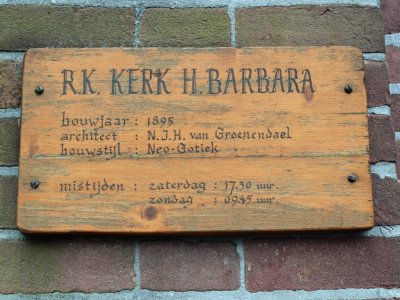 R.K. KERK H. BARBARA
bouwjaar : 1895
architect : N.J.H. van Groenendael
bouwstijl : Neo-Gotiek
mistijden : zaterdag : 17.30 uur.
zondag : 09.45 uur.